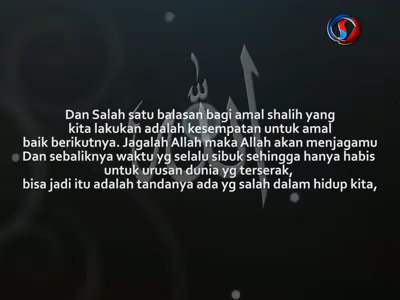 الله
Dan Salah satu balasan bagi amal shalih yang
kita lakukan adalah kesempatan untuk amal
baik berikutnya. Jagalah Allah maka Allah akan menjagamu
Dan sebaliknya waktu yg selalu sibuk sehingga hanya habis
untuk urusan dunia yg terserak,
bisa jadi itu adalah tandanya ada yg salah dalam hidup kita,